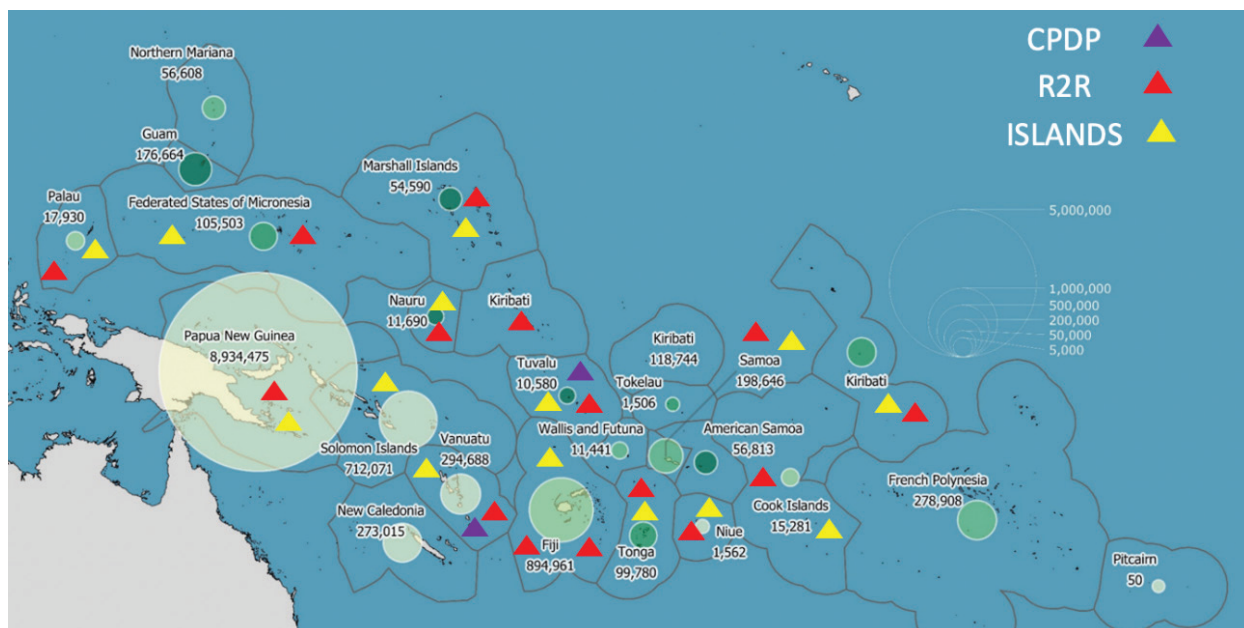 CPDP
R2R
ISLANDS
Northern Mariana
56,608
Guam
176,664
Marshall Islands
54,590
Palau
17,930
Federated States of Micronesia
105,503
5,000,000
1,000,000
500,000
200,000
50,000
5,000
Nauru
11,690
Kiribati
Papua New Guinea
8,934,475
Kiribati
118,744
Samoa
198,646
Tuvalu
10,580
Tokelau
1,506
Kiribati
Solomon Islands
712,071
Vanuatu
294,688
Wallis and Futuna
11,441
American Samoa
56,813
New Caledonia
273,015
Fiji
894,961
Tonga
99,780
Niue
1,562
Cook Islands
15,281
French Polynesia
278,908
Pitcairn
50